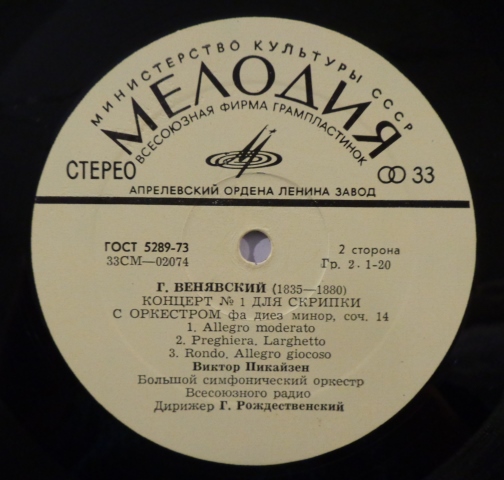 МИНИСТЕРСТВО КУЛЬТУРЫ СССР
МЕЛОДИЯ
ВСЕСОЮЗНАЯ ФИРМА ГРАМПЛАСТИНОК
СТЕРЕО
33
АПРЕЛЕВСКИЙ ОРДЕНА ЛЕНИНА ЗАВОД
ГОСТ 5289-73
2 сторона
33СМ—02074
Гр. 2. 1-20
Г. ВЕНЯВСКИЙ (1835—1880)
КОНЦЕРТ № 1 ДЛЯ СКРИПКИ
С ОРКЕСТРОМ фа диез минор, соч. 14
1. Allegro moderato
2. Preghiera. Larghetto
3. Rondo. Allegro giocoso
Виктор Пикайзен
Большой симфонический оркестр
Всесоюзного радио
Дирижер Г. Рождественский